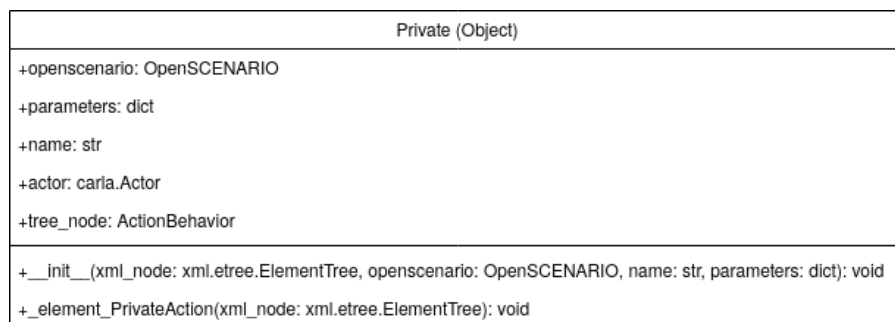 Private (Object)
+openscenario: OpenSCENARIO
+parameters: dict
+name: str
+actor: carla.Actor
+tree_node: ActionBehavior
+__init__(xml_node: xml.etree.ElementTree, openscenario: OpenSCENARIO, name: str, parameters: dict): void
+_element_PrivateAction(xml_node: xml.etree.ElementTree): void